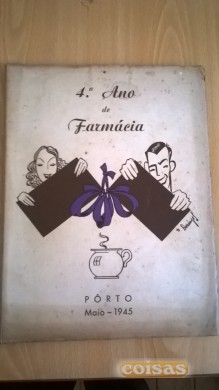 4.º Ano
de
Farmácia
PÔRTO
Maio - 1945
coisas